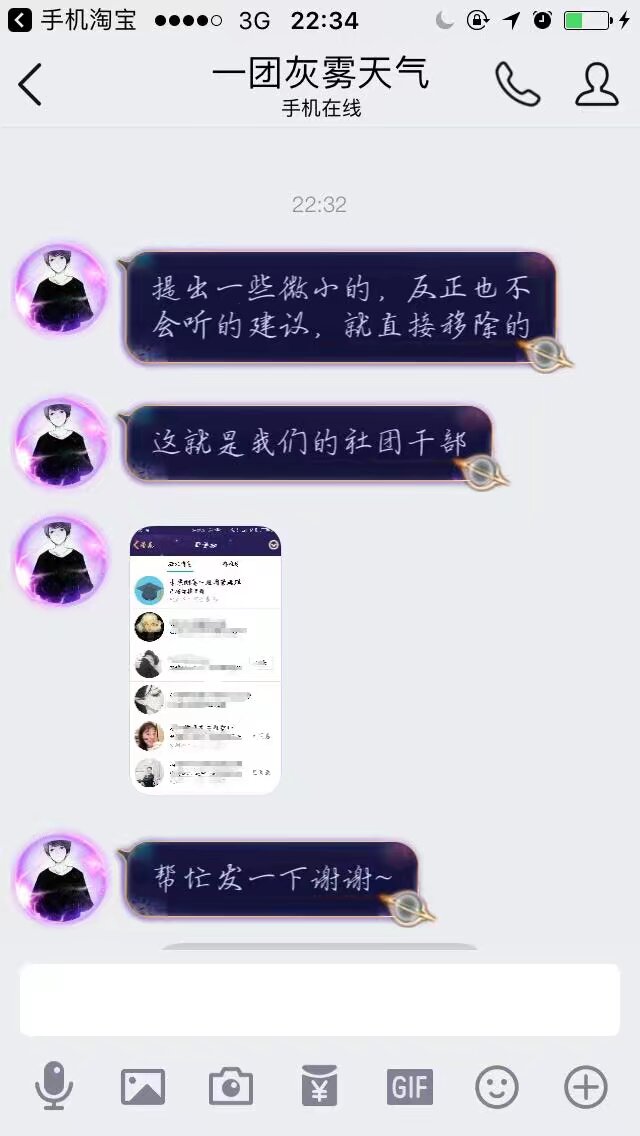 手机淘宝 3G 22:34
一团灰雾天气
手机在线
22:32
提出一些微小的，反正也不
会听的建议，就直接移除的
这就是我们的社团干部
帮忙发一下谢谢~
GIF